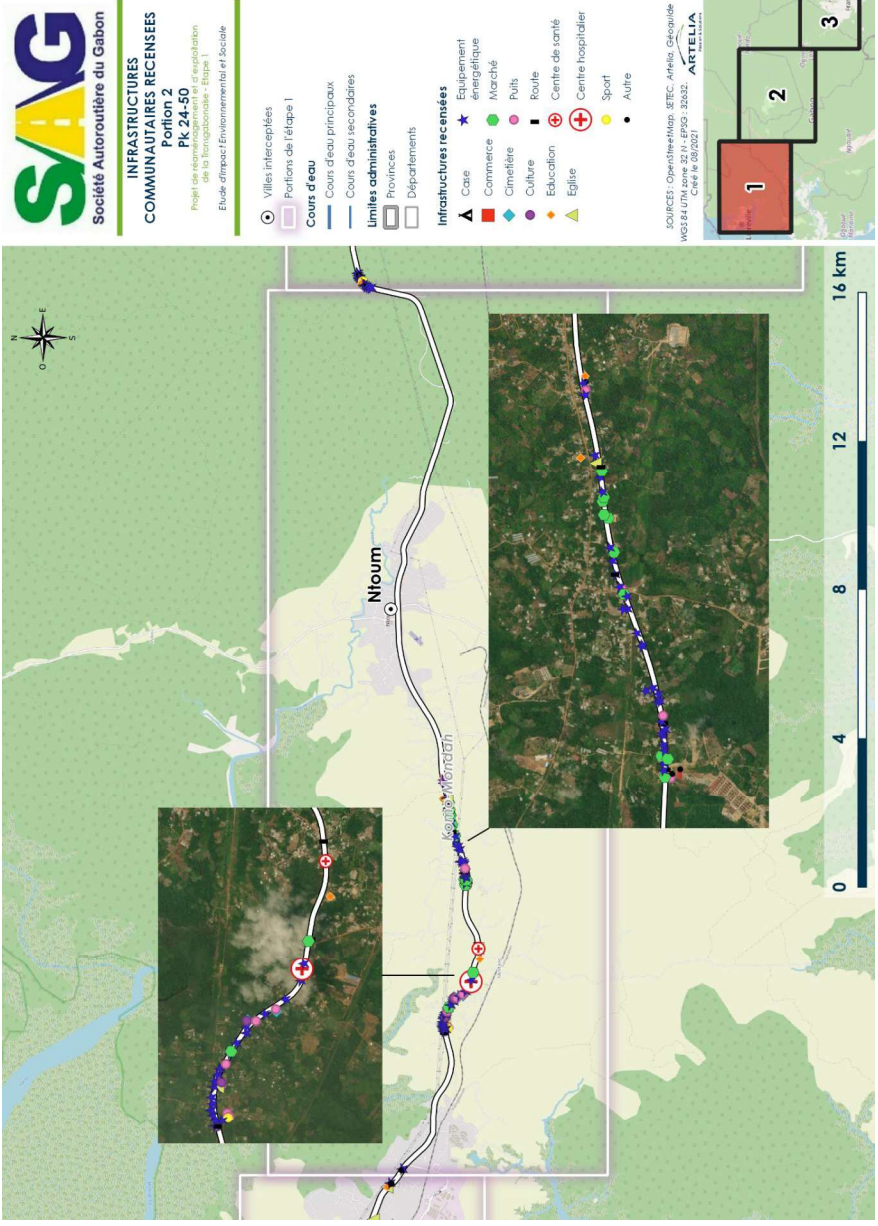 SAG
Société Autoroutière du Gabon
INFRASTRUCTURES
COMMUNAUTAIRES RECENSEES
Portion 2
Pk 24-50
Projet de réaménagement et d'exploitation
de la Transgabonaise - Etape 1
Etude d'Impact Environnemental et Sociale
Villes interceptées
Portions de l'étape 1
Cours d'eau
Cours d'eau principaux
Cours d'eau secondaires
Limites administratives
Provinces
Départements
Infrastructures recensées
Case
Commerce
Cimetière
Culture
Education
Eglise
Equipement
énergétique
Marché
Puits
Route
Centre de santé
Centre hospitalier
Sport
Autre
SOURCES : OpenStreetMap, SETEC, Artelia, Géoguide
WGS 84 UTM zone 32 N - EPSG : 32632.
Créé le 08/2021
ARTELIA
1
2
3
Gabon
N
O
E
S
Ntoum
Komo-Mondah
0
4
8
12
16 km